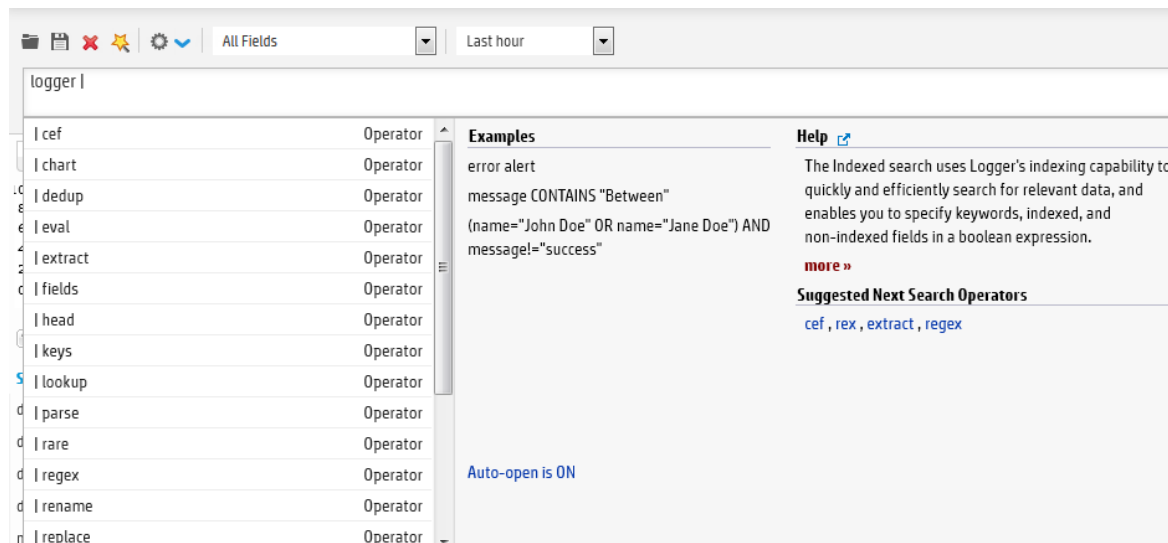 All Fields
Last hour
logger |
| cef Operator
| chart Operator
| dedup Operator
| eval Operator
| extract Operator
| fields Operator
| head Operator
| keys Operator
| lookup Operator
| parse Operator
| rare Operator
| regex Operator
| rename Operator
| replace Operator
Examples
error alert
message CONTAINS "Between"
(name="John Doe" OR name="Jane Doe") AND
message!="success"
Auto-open is ON
Help
The Indexed search uses Logger's indexing capability to
quickly and efficiently search for relevant data, and
enables you to specify keywords, indexed, and
non-indexed fields in a boolean expression.
more »
Suggested Next Search Operators
cef , rex , extract , regex